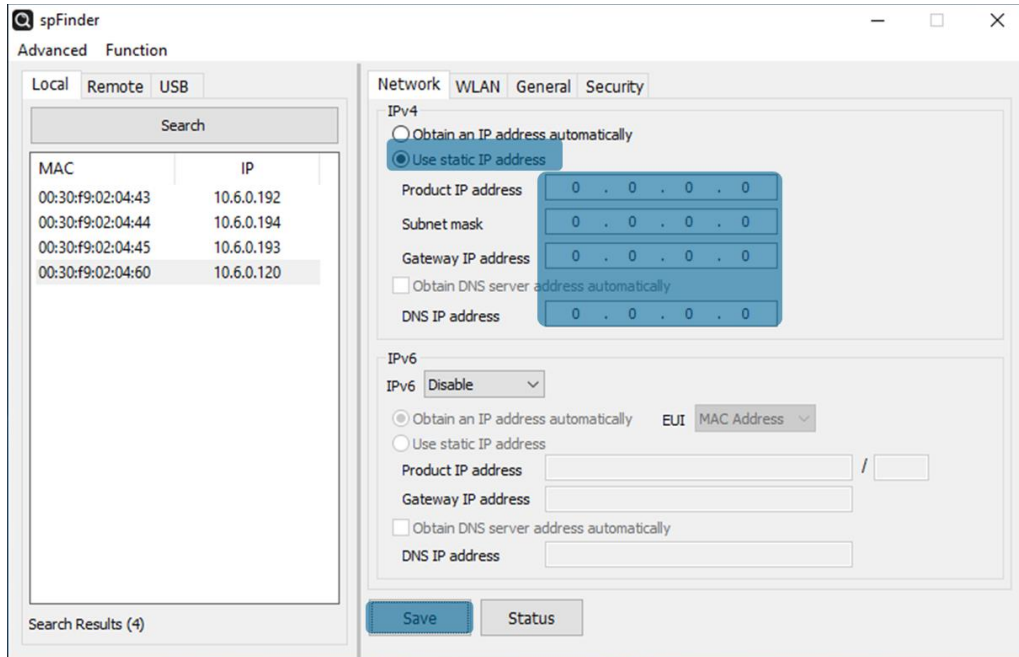 spFinder
Advanced Function
Local Remote USB
Search
MAC IP
00:30:f9:02:04:43 10.6.0.192
00:30:f9:02:04:44 10.6.0.194
00:30:f9:02:04:45 10.6.0.193
00:30:f9:02:04:60 10.6.0.120
Search Results (4)
Network WLAN General Security
IPv4
Obtain an IP address automatically
Use static IP address
Product IP address 0 . 0 . 0 . 0
Subnet mask 0 . 0 . 0 . 0
Gateway IP address 0 . 0 . 0 . 0
Obtain DNS server address automatically
DNS IP address 0 . 0 . 0 . 0
IPv6
IPv6 Disable
Obtain an IP address automatically EUI MAC Address
Use static IP address
Product IP address /
Gateway IP address
Obtain DNS server address automatically
DNS IP address
Save Status